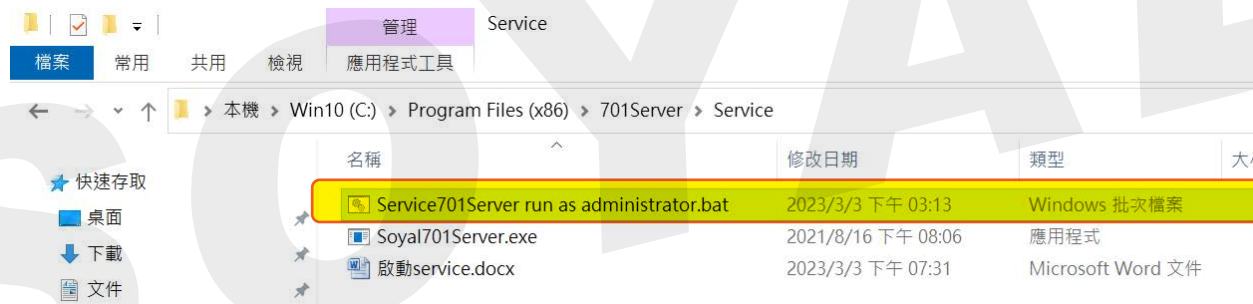 管理 Service
檔案 常用 共用 檢視 應用程式工具
本機 > Win10 (C:) > Program Files (x86) > 701Server > Service
名稱 修改日期 類型
快速存取
Service701Server run as administrator.bat 2023/3/3 下午 03:13 Windows 批次檔案
桌面
Soyal701Server.exe 2021/8/16 下午 08:06 應用程式
下載
啟動service.docx 2023/3/3 下午 07:31 Microsoft Word 文件
文件
SOYAL